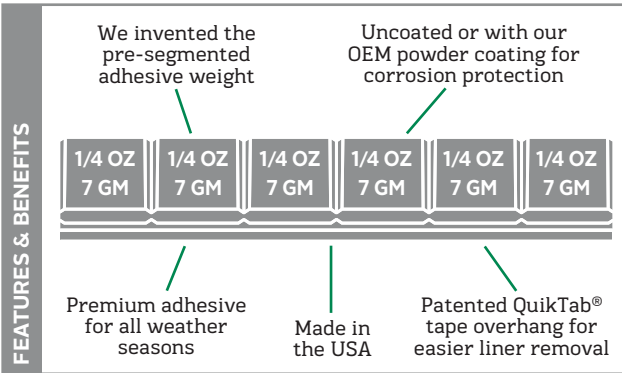 FEATURES & BENEFITS
We invented the
pre-segmented
adhesive weight
Uncoated or with our
OEM powder coating for
corrosion protection
1/4 OZ 1/4 OZ 1/4 OZ 1/4 OZ 1/4 OZ 1/4 OZ
7 GM 7 GM 7 GM 7 GM 7 GM 7 GM
Premium adhesive
for all weather
seasons
Made in
the USA
Patented QuikTab®
tape overhang for
easier liner removal